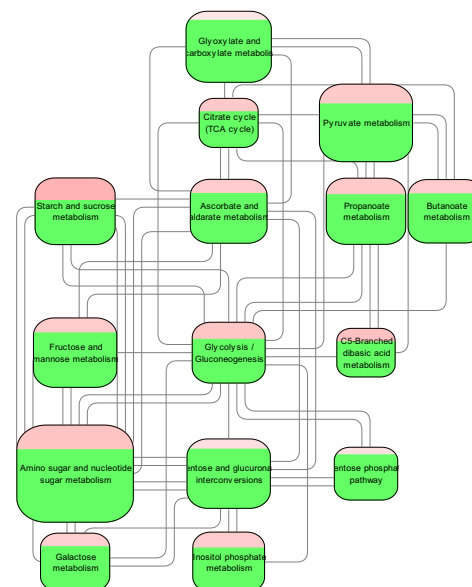 Glyoxylate and
carboxylate metabolis
Citrate cycle
(TCA cycle)
Pyruvate metabolism
Starch and sucrose
metabolism
Ascorbate and
aldarate metabolism
Propanoate
metabolism
Butanoate
metabolism
Fructose and
mannose metabolism
Glycolysis /
Gluconeogenesis
C5-Branched
dibasic acid
metabolism
Amino sugar and nucleotide
sugar metabolism
entose and glucurona
interconversions
entose phosphat
pathway
Galactose
metabolism
Inositol phosphate
metabolism